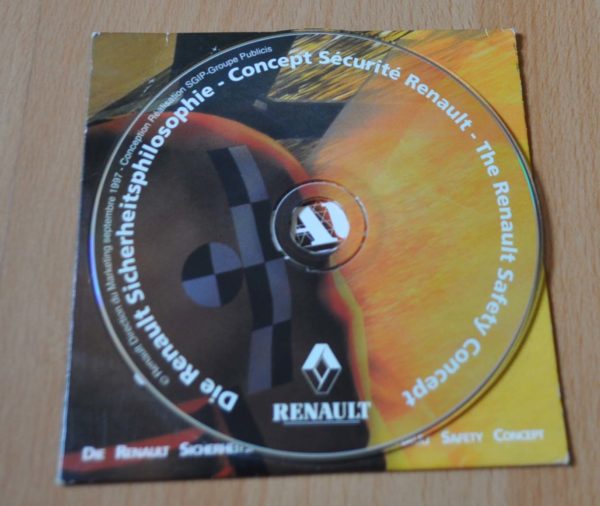 Die Renault Sicherheitsphilosophie - Concept Sécurité Renault - The Renault Safety Concept
© Renault Direction du Marketing septembre 1997 - Conception Réalisation SGIP-Groupe Publicis
AD
RENAULT
DIE RENAULT SICHERHEITS
SAFETY CONCEPT